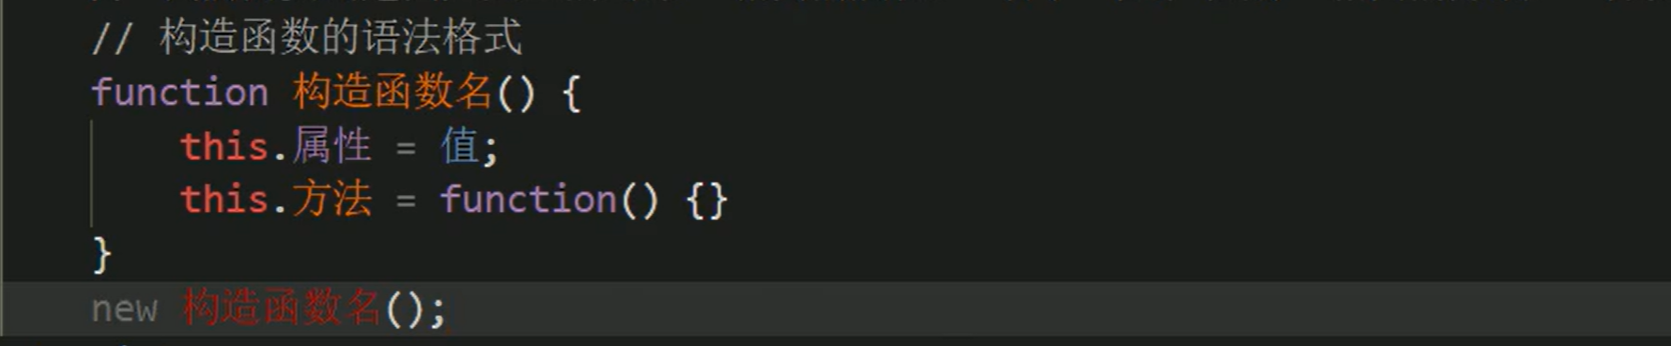 // 构造函数的语法格式
function 构造函数名() {
this.属性 = 值;
this.方法 = function() {}
}
new 构造函数名();